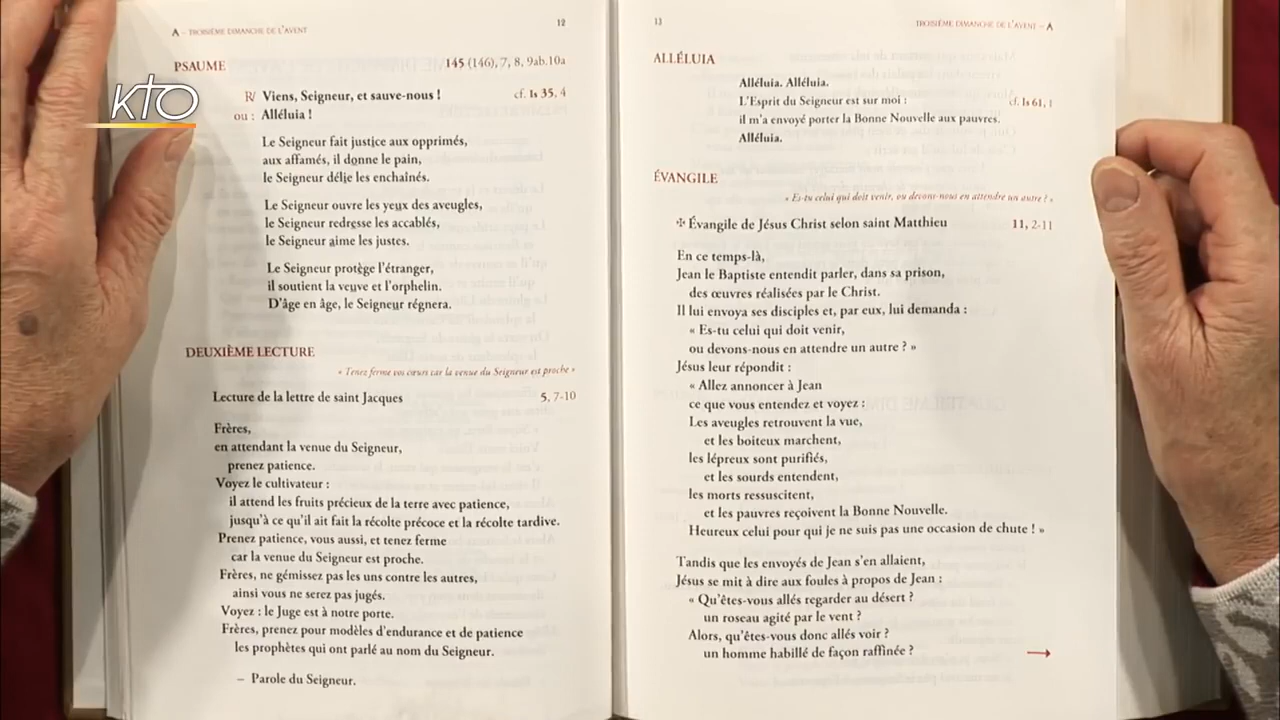 A – TROISIÈME DIMANCHE DE L'AVENT
12
PSAUME
145 (146), 7, 8, 9ab.10a
KTO
R/ Viens, Seigneur, et sauve-nous !
cf. Is 35, 4
ou : Alléluia !
Le Seigneur fait justice aux opprimés,
aux affamés, il donne le pain,
le Seigneur délie les enchaînés.
Le Seigneur ouvre les yeux des aveugles,
le Seigneur redresse les accablés,
le Seigneur aime les justes.
Le Seigneur protège l'étranger,
il soutient la veuve et l'orphelin.
D'âge en âge, le Seigneur régnera.
DEUXIÈME LECTURE
« Tenez ferme vos cœurs car la venue du Seigneur est proche »
Lecture de la lettre de saint Jacques
5, 7-10
Frères,
en attendant la venue du Seigneur,
prenez patience.
Voyez le cultivateur :
il attend les fruits précieux de la terre avec patience,
jusqu'à ce qu'il ait fait la récolte précoce et la récolte tardive.
Prenez patience, vous aussi, et tenez ferme
car la venue du Seigneur est proche.
Frères, ne gémissez pas les uns contre les autres,
ainsi vous ne serez pas jugés.
Voyez : le Juge est à notre porte.
Frères, prenez pour modèles d'endurance et de patience
les prophètes qui ont parlé au nom du Seigneur.
– Parole du Seigneur.
13
TROISIÈME DIMANCHE DE L'AVENT – A
ALLÉLUIA
Alléluia. Alléluia.
L'Esprit du Seigneur est sur moi :
cf. Is 61, 1
il m'a envoyé porter la Bonne Nouvelle aux pauvres.
Alléluia.
ÉVANGILE
« Es-tu celui qui doit venir, ou devons-nous en attendre un autre ? »
✠ Évangile de Jésus Christ selon saint Matthieu
11, 2-11
En ce temps-là,
Jean le Baptiste entendit parler, dans sa prison,
des œuvres réalisées par le Christ.
Il lui envoya ses disciples et, par eux, lui demanda :
« Es-tu celui qui doit venir,
ou devons-nous en attendre un autre ? »
Jésus leur répondit :
« Allez annoncer à Jean
ce que vous entendez et voyez :
Les aveugles retrouvent la vue,
et les boiteux marchent,
les lépreux sont purifiés,
et les sourds entendent,
les morts ressuscitent,
et les pauvres reçoivent la Bonne Nouvelle.
Heureux celui pour qui je ne suis pas une occasion de chute ! »
Tandis que les envoyés de Jean s'en allaient,
Jésus se mit à dire aux foules à propos de Jean :
« Qu'êtes-vous allés regarder au désert ?
un roseau agité par le vent ?
Alors, qu'êtes-vous donc allés voir ?
un homme habillé de façon raffinée ?